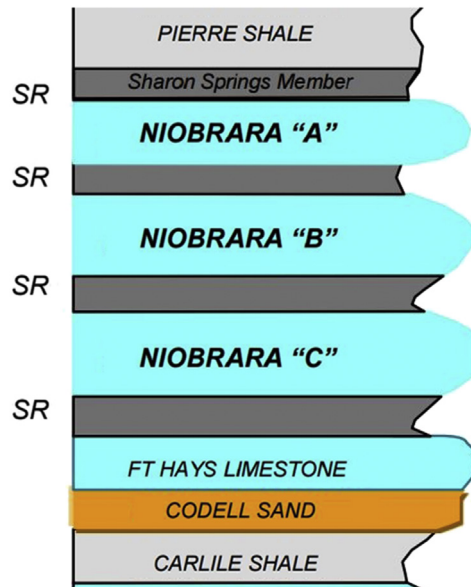 PIERRE SHALE
SR Sharon Springs Member
NIOBRARA “A”
SR
NIOBRARA “B”
SR
NIOBRARA “C”
SR
FT HAYS LIMESTONE
CODELL SAND
CARLILE SHALE